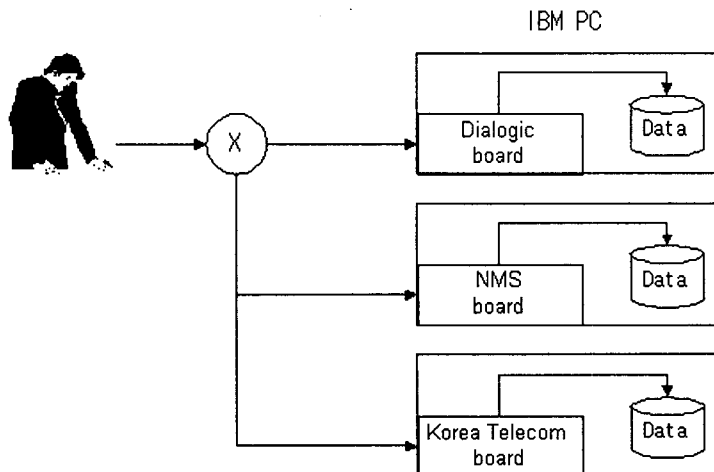 IBM PC
X
Dialogic
board
Data
NMS
board
Data
Korea Telecom
board
Data